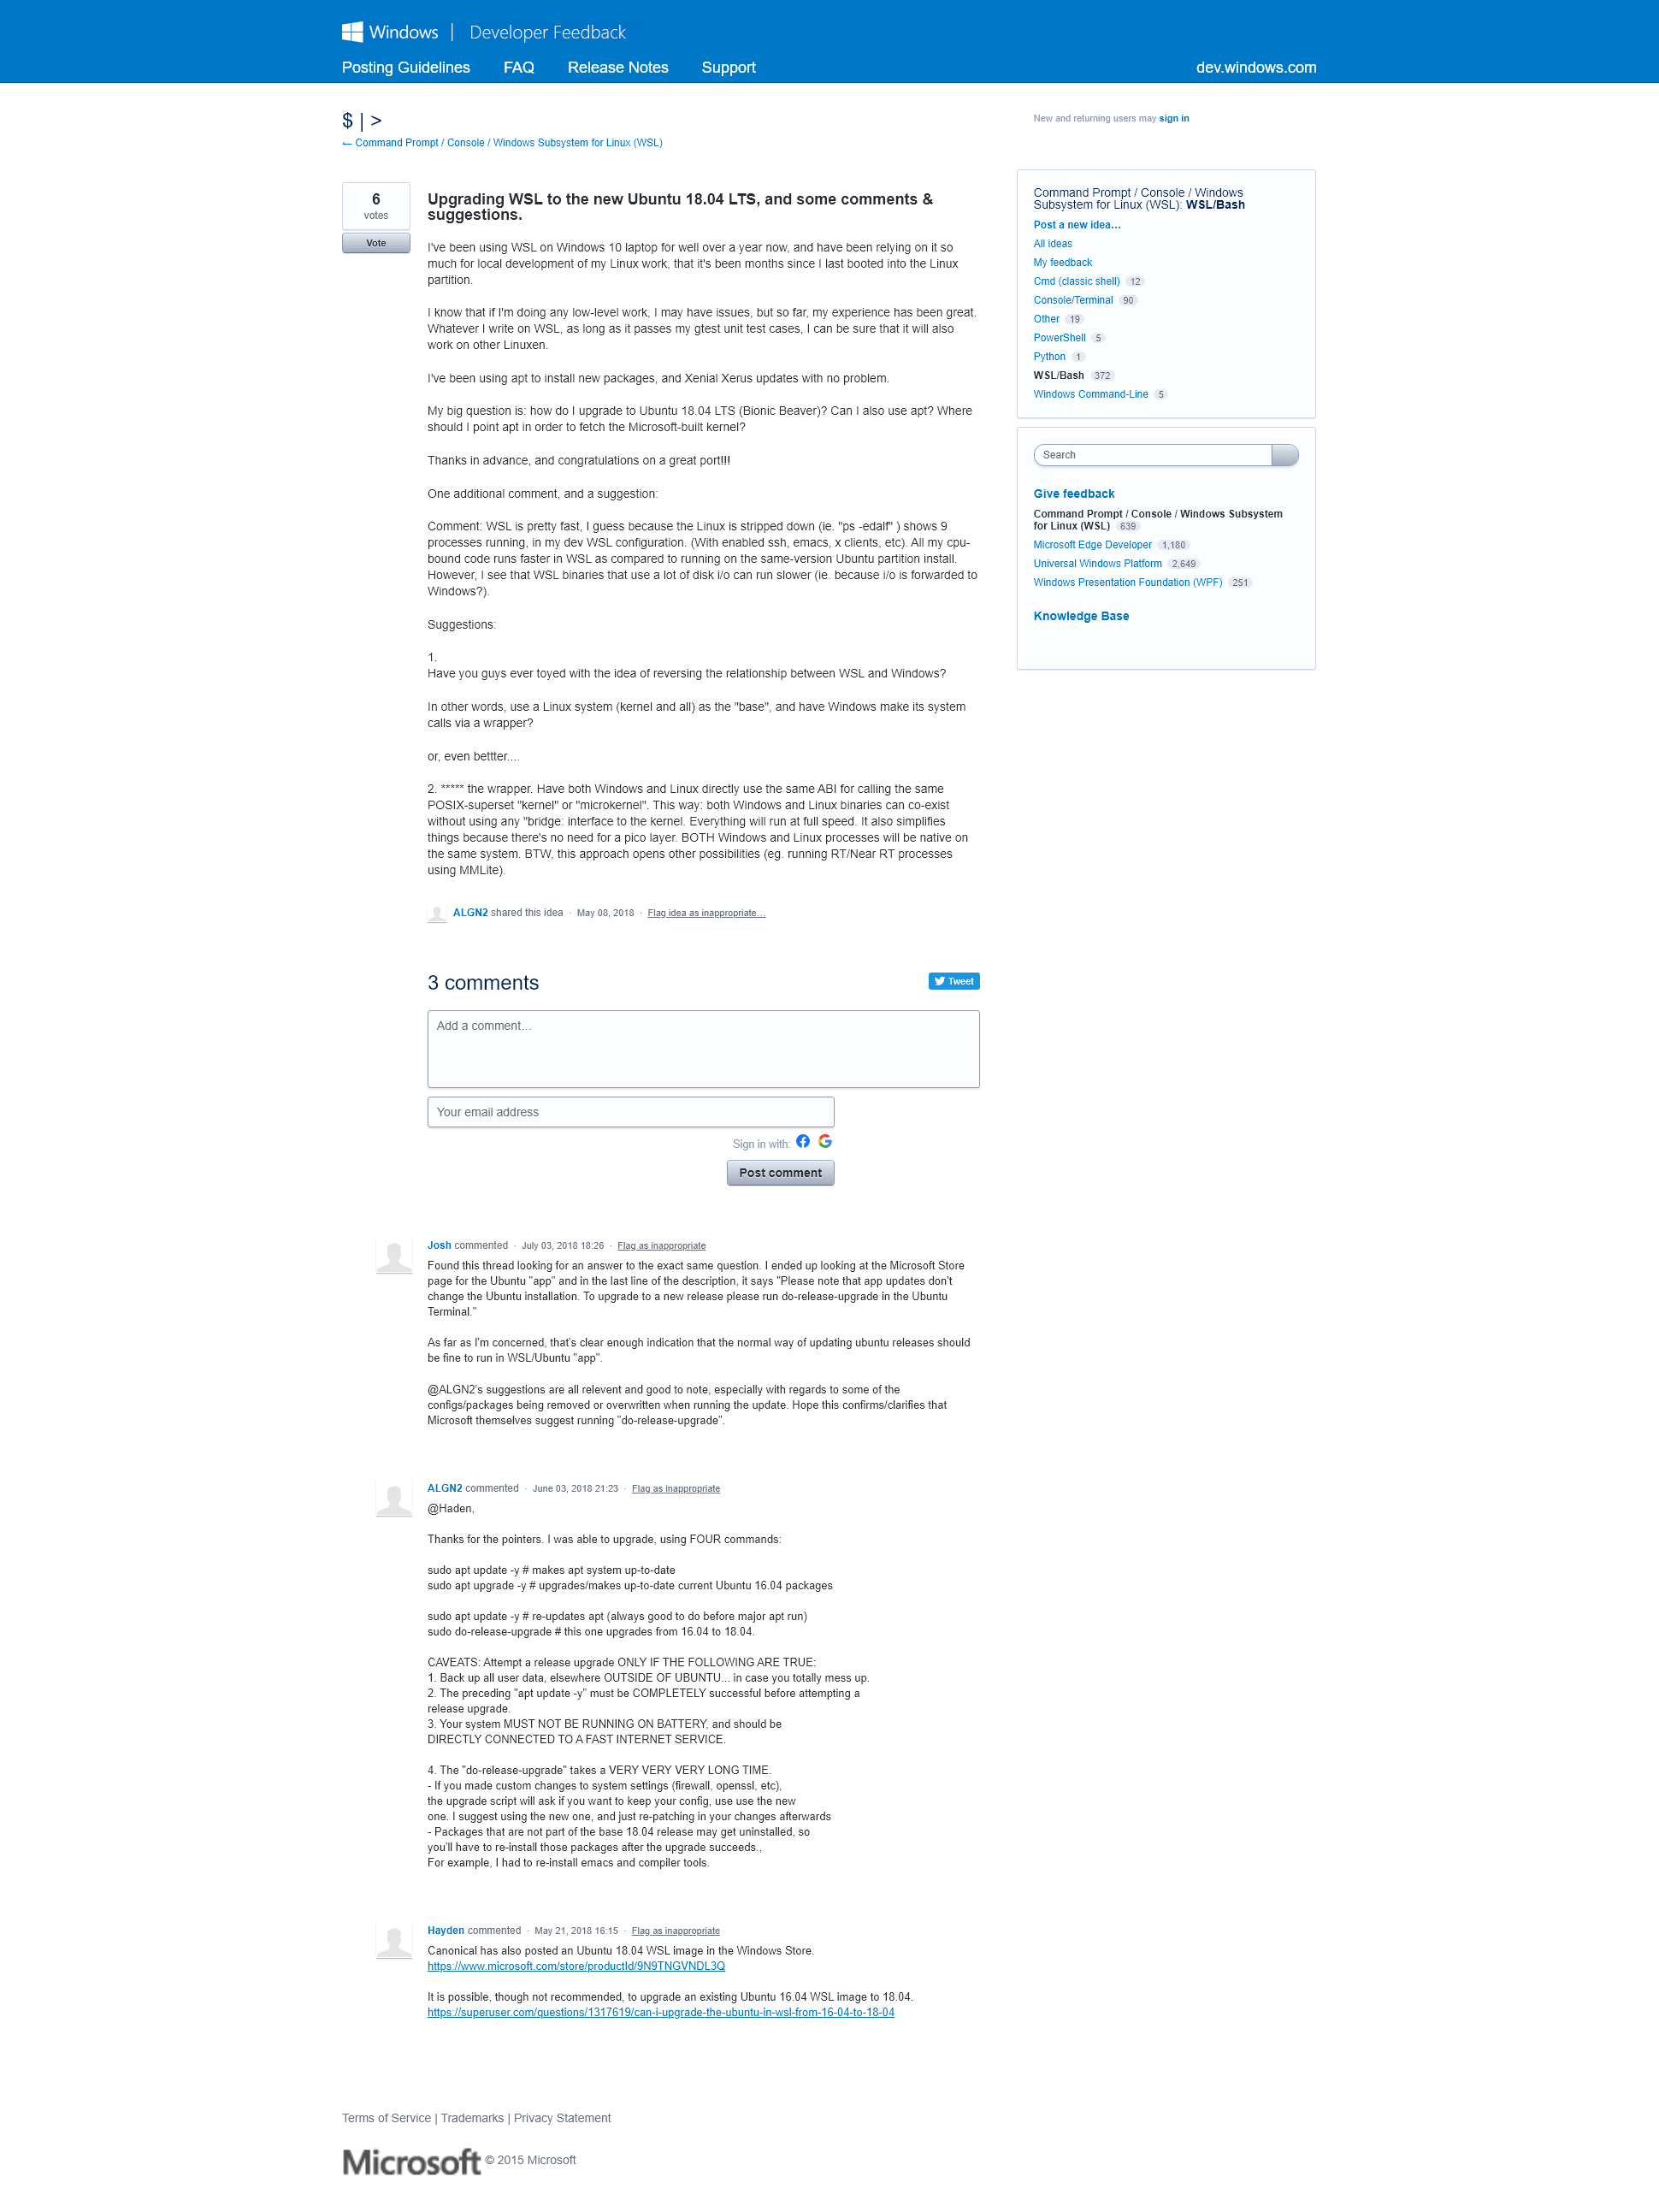 Windows | Developer Feedback
Posting Guidelines FAQ Release Notes Support dev.windows.com
$ | >
← Command Prompt / Console / Windows Subsystem for Linux (WSL)
New and returning users may sign in
6
votes
Vote
Upgrading WSL to the new Ubuntu 18.04 LTS, and some comments &
suggestions.
I've been using WSL on Windows 10 laptop for well over a year now, and have been relying on it so
much for local development of my Linux work, that it's been months since I last booted into the Linux
partition.
I know that if I'm doing any low-level work, I may have issues, but so far, my experience has been great.
Whatever I write on WSL, as long as it passes my gtest unit test cases, I can be sure that it will also
work on other Linuxen.
I've been using apt to install new packages, and Xenial Xerus updates with no problem.
My big question is: how do I upgrade to Ubuntu 18.04 LTS (Bionic Beaver)? Can I also use apt? Where
should I point apt in order to fetch the Microsoft-built kernel?
Thanks in advance, and congratulations on a great port!!!
One additional comment, and a suggestion:
Comment: WSL is pretty fast, I guess because the Linux is stripped down (ie. "ps -edalf" ) shows 9
processes running, in my dev WSL configuration. (With enabled ssh, emacs, x clients, etc). All my cpu-
bound code runs faster in WSL as compared to running on the same-version Ubuntu partition install.
However, I see that WSL binaries that use a lot of disk i/o can run slower (ie. because i/o is forwarded to
Windows?).
Suggestions:
1.
Have you guys ever toyed with the idea of reversing the relationship between WSL and Windows?
In other words, use a Linux system (kernel and all) as the "base", and have Windows make its system
calls via a wrapper?
or, even bettter....
2. ***** the wrapper. Have both Windows and Linux directly use the same ABI for calling the same
POSIX-superset "kernel" or "microkernel". This way: both Windows and Linux binaries can co-exist
without using any "bridge: interface to the kernel. Everything will run at full speed. It also simplifies
things because there's no need for a pico layer. BOTH Windows and Linux processes will be native on
the same system. BTW, this approach opens other possibilities (eg. running RT/Near RT processes
using MMLite).
ALGN2 shared this idea · May 08, 2018 · Flag idea as inappropriate…
3 comments
Tweet
Add a comment…
Your email address
Sign in with:
Post comment
Josh commented · July 03, 2018 18:26 · Flag as inappropriate
Found this thread looking for an answer to the exact same question. I ended up looking at the Microsoft Store
page for the Ubuntu "app" and in the last line of the description, it says "Please note that app updates don't
change the Ubuntu installation. To upgrade to a new release please run do-release-upgrade in the Ubuntu
Terminal."
As far as I'm concerned, that's clear enough indication that the normal way of updating ubuntu releases should
be fine to run in WSL/Ubuntu "app".
@ALGN2's suggestions are all relevent and good to note, especially with regards to some of the
configs/packages being removed or overwritten when running the update. Hope this confirms/clarifies that
Microsoft themselves suggest running "do-release-upgrade".
ALGN2 commented · June 03, 2018 21:23 · Flag as inappropriate
@Haden,
Thanks for the pointers. I was able to upgrade, using FOUR commands:
sudo apt update -y # makes apt system up-to-date
sudo apt upgrade -y # upgrades/makes up-to-date current Ubuntu 16.04 packages
sudo apt update -y # re-updates apt (always good to do before major apt run)
sudo do-release-upgrade # this one upgrades from 16.04 to 18.04.
CAVEATS: Attempt a release upgrade ONLY IF THE FOLLOWING ARE TRUE:
1. Back up all user data, elsewhere OUTSIDE OF UBUNTU... in case you totally mess up.
2. The preceding "apt update -y" must be COMPLETELY successful before attempting a
release upgrade.
3. Your system MUST NOT BE RUNNING ON BATTERY, and should be
DIRECTLY CONNECTED TO A FAST INTERNET SERVICE.
4. The "do-release-upgrade" takes a VERY VERY VERY LONG TIME.
- If you made custom changes to system settings (firewall, openssl, etc),
the upgrade script will ask if you want to keep your config, use use the new
one. I suggest using the new one, and just re-patching in your changes afterwards
- Packages that are not part of the base 18.04 release may get uninstalled, so
you'll have to re-install those packages after the upgrade succeeds.,
For example, I had to re-install emacs and compiler tools.
Hayden commented · May 21, 2018 16:15 · Flag as inappropriate
Canonical has also posted an Ubuntu 18.04 WSL image in the Windows Store.
https://www.microsoft.com/store/productId/9N9TNGVNDL3Q
It is possible, though not recommended, to upgrade an existing Ubuntu 16.04 WSL image to 18.04.
https://superuser.com/questions/1317619/can-i-upgrade-the-ubuntu-in-wsl-from-16-04-to-18-04
Command Prompt / Console / Windows
Subsystem for Linux (WSL): WSL/Bash
Post a new idea…
All ideas
My feedback
Cmd (classic shell) 12
Console/Terminal 90
Other 19
PowerShell 5
Python 1
WSL/Bash 372
Windows Command-Line 5
Search
Give feedback
Command Prompt / Console / Windows Subsystem
for Linux (WSL) 639
Microsoft Edge Developer 1,180
Universal Windows Platform 2,649
Windows Presentation Foundation (WPF) 251
Knowledge Base
Terms of Service | Trademarks | Privacy Statement
Microsoft © 2015 Microsoft